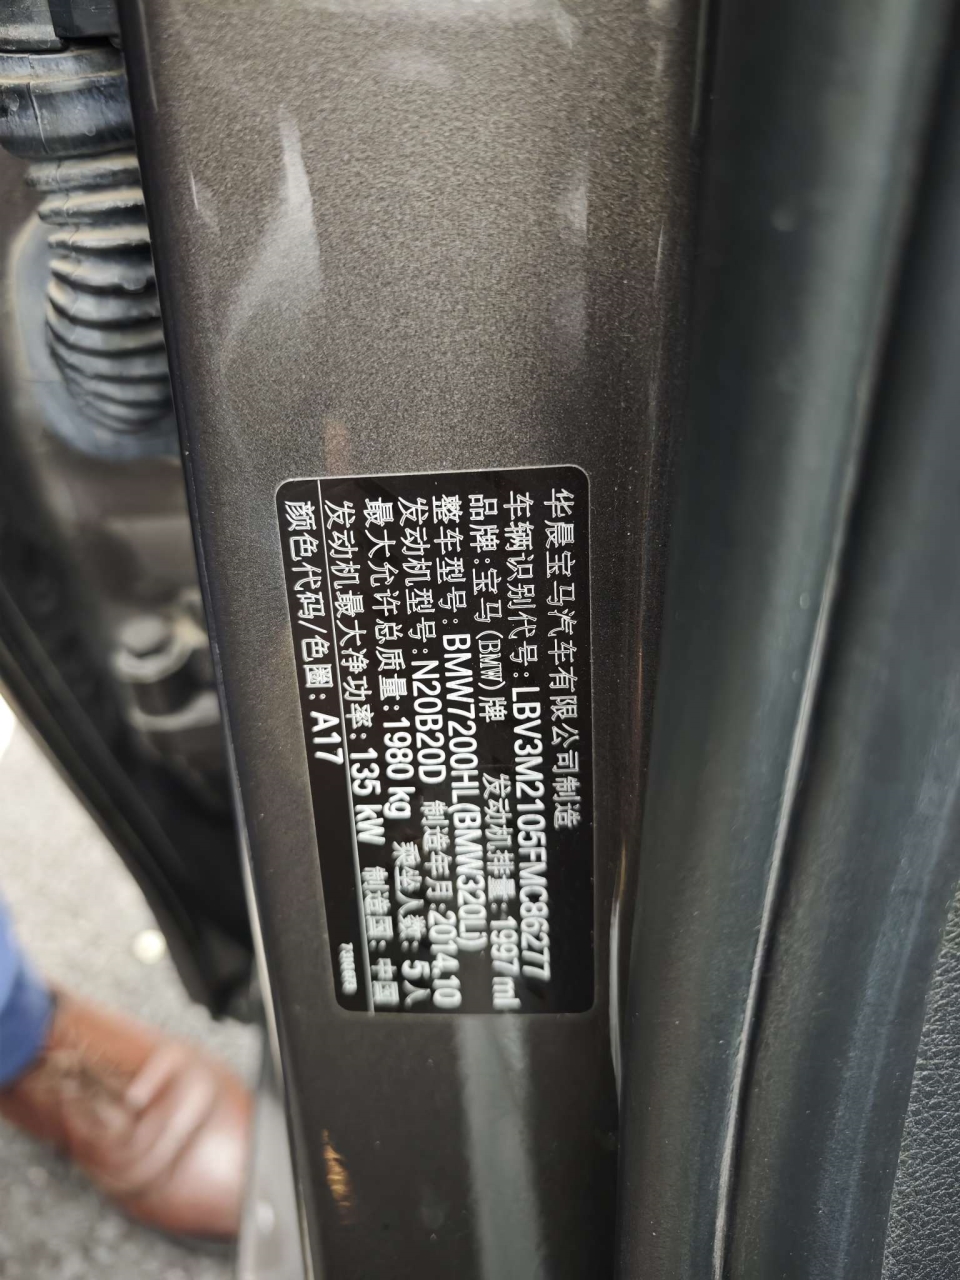 华晨宝马汽车有限公司制造
车辆识别代号：LBV3M2105FMC86277
品牌：宝马(BMW)牌 发动机排量：1997ml
整车型号：BMW7200HL(BMW320Li)
发动机型号：N20B20D 制造年月：2014.10
最大允许总质量：1980 kg 乘坐人数：5人
发动机最大净功率：135 kW 制造国：中国
颜色代码/色圈：A17